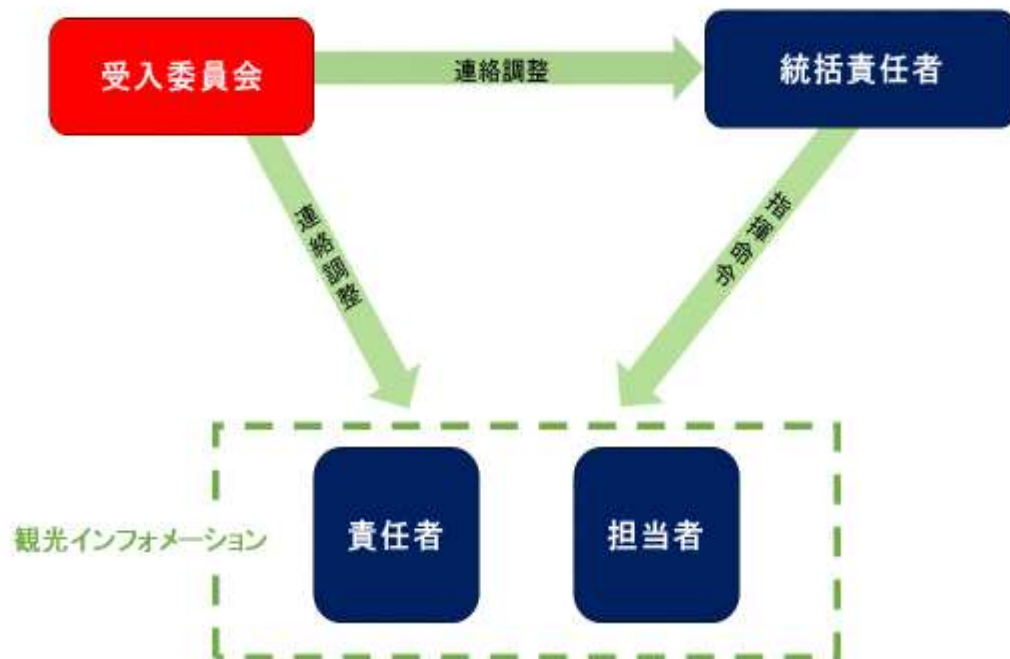 受入委員会
連絡調整
統括責任者
連絡調整
指揮命令
観光インフォメーション
責任者
担当者